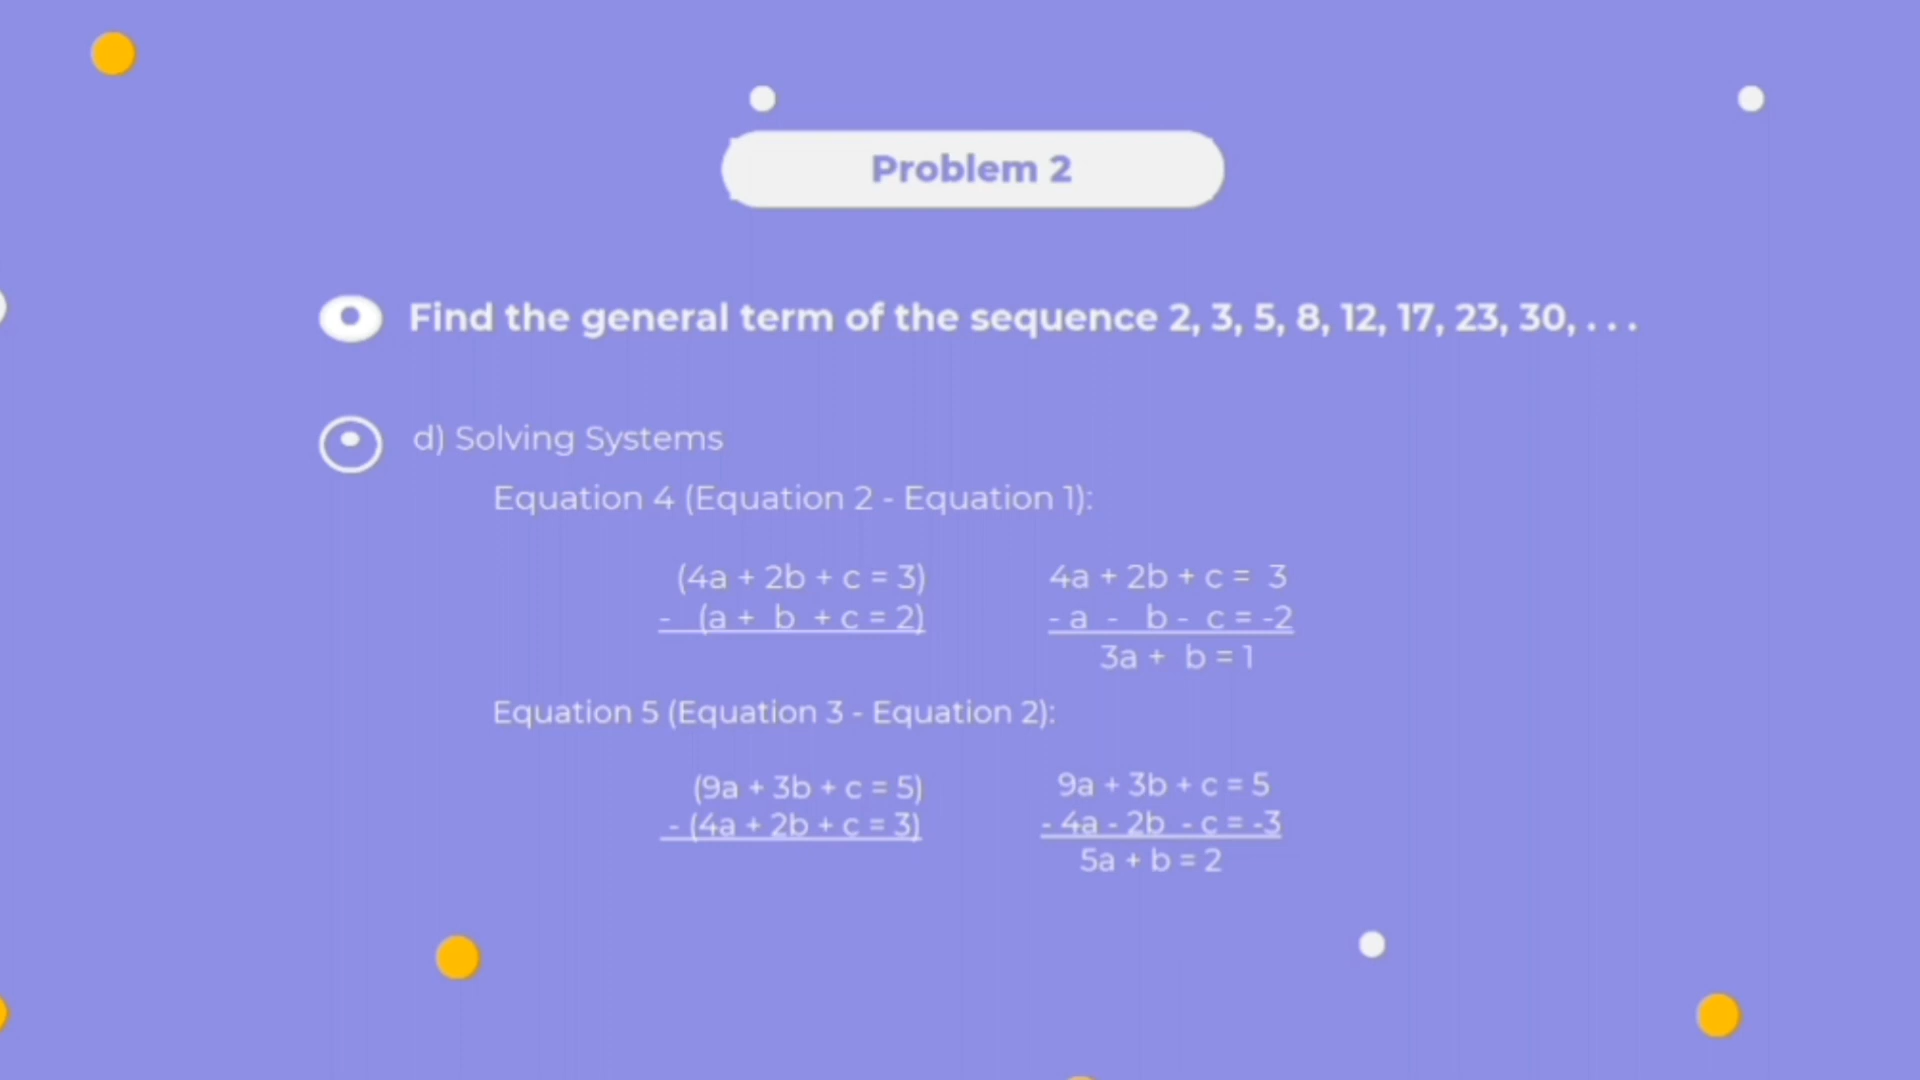 Problem 2
Find the general term of the sequence 2, 3, 5, 8, 12, 17, 23, 30, . . .
d) Solving Systems
Equation 4 (Equation 2 - Equation 1):
(4a + 2b + c = 3)
- (a + b + c = 2)
4a + 2b + c = 3
- a - b - c = -2
3a + b = 1
Equation 5 (Equation 3 - Equation 2):
(9a + 3b + c = 5)
- (4a + 2b + c = 3)
9a + 3b + c = 5
- 4a - 2b - c = -3
5a + b = 2